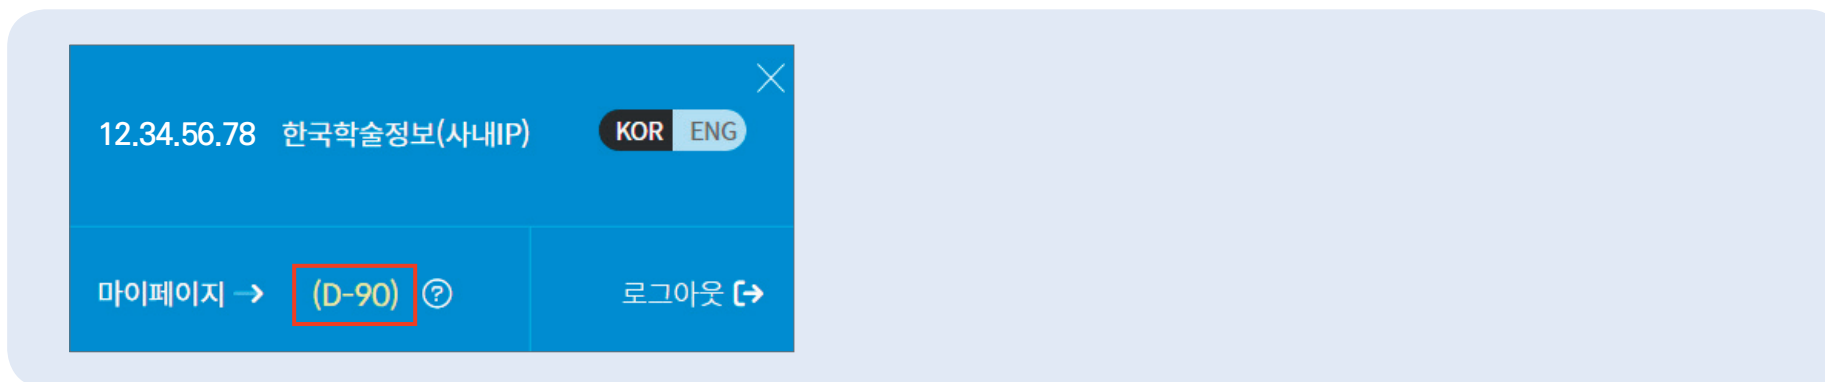 12.34.56.78 한국학술정보(사내IP) KOR ENG
마이페이지 → (D-90) ? 로그아웃